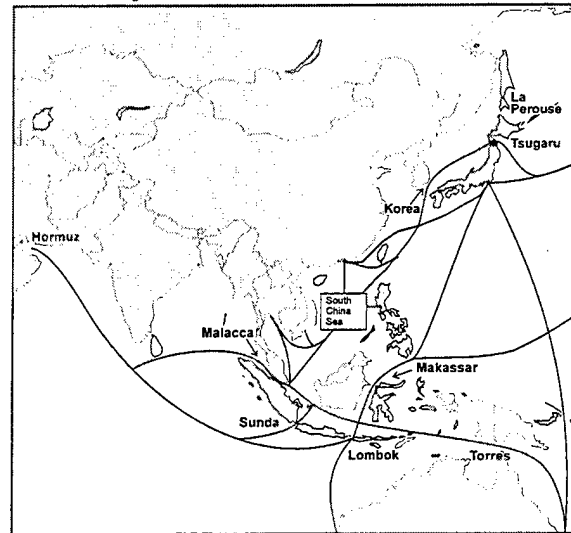 La
Perouse
Tsugaru
Korea
Hormuz
South
China
Sea
Malacca
Makassar
Sunda
Lombok
Torres